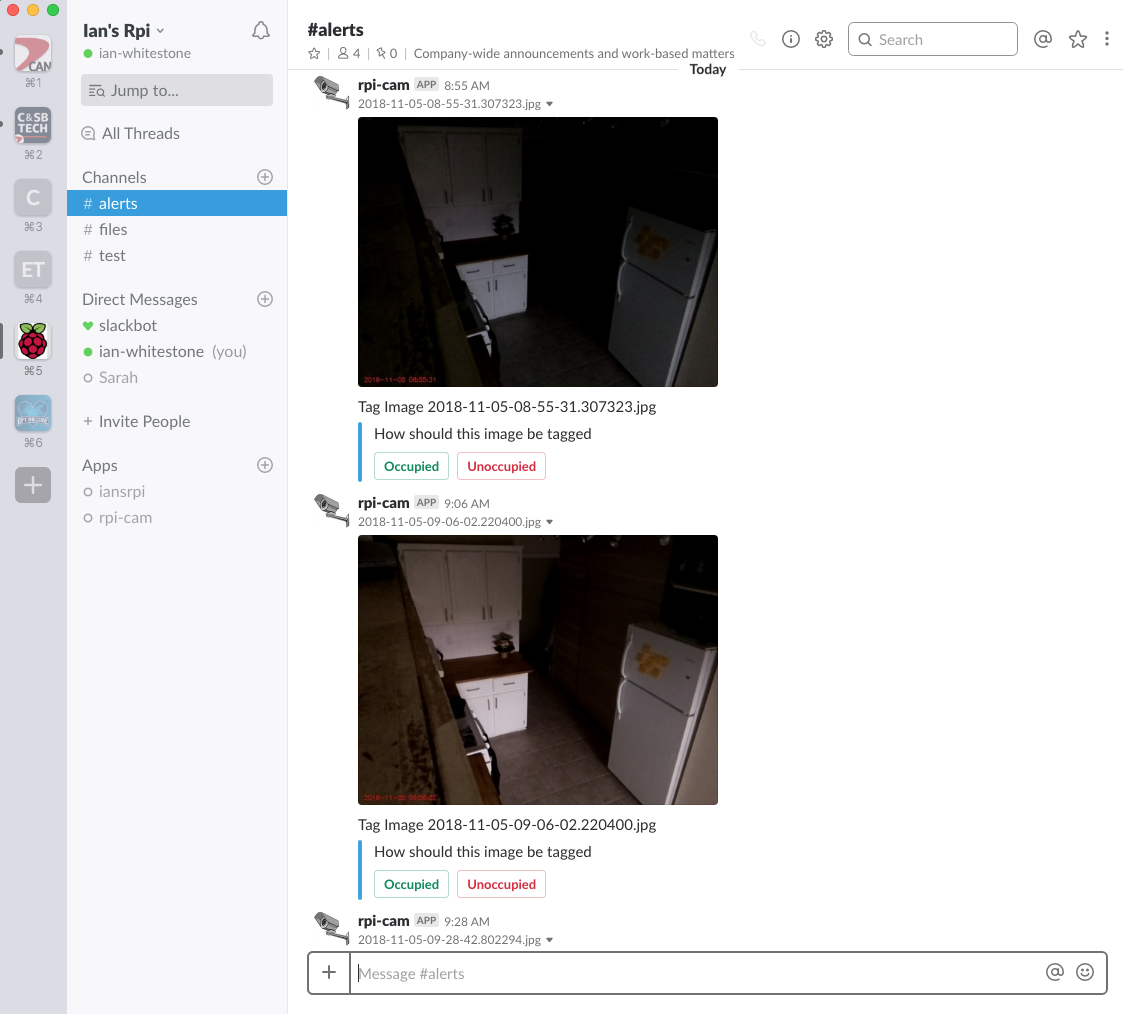 CAN
⌘1
C&SB
TECH
⌘2
C
⌘3
ET
⌘4
⌘5
⌘6
Ian's Rpi
ian-whitestone
Jump to...
All Threads
Channels
# alerts
# files
# test
Direct Messages
slackbot
ian-whitestone (you)
Sarah
+ Invite People
Apps
iansrpi
rpi-cam
#alerts
4 | 0 | Company-wide announcements and work-based matters
Search
Today
rpi-cam APP 8:55 AM
2018-11-05-08-55-31.307323.jpg
2018-11-05 08:55:31
Tag Image 2018-11-05-08-55-31.307323.jpg
How should this image be tagged
Occupied Unoccupied
rpi-cam APP 9:06 AM
2018-11-05-09-06-02.220400.jpg
2018-11-05 09:06:02
Tag Image 2018-11-05-09-06-02.220400.jpg
How should this image be tagged
Occupied Unoccupied
rpi-cam APP 9:28 AM
2018-11-05-09-28-42.802294.jpg
Message #alerts